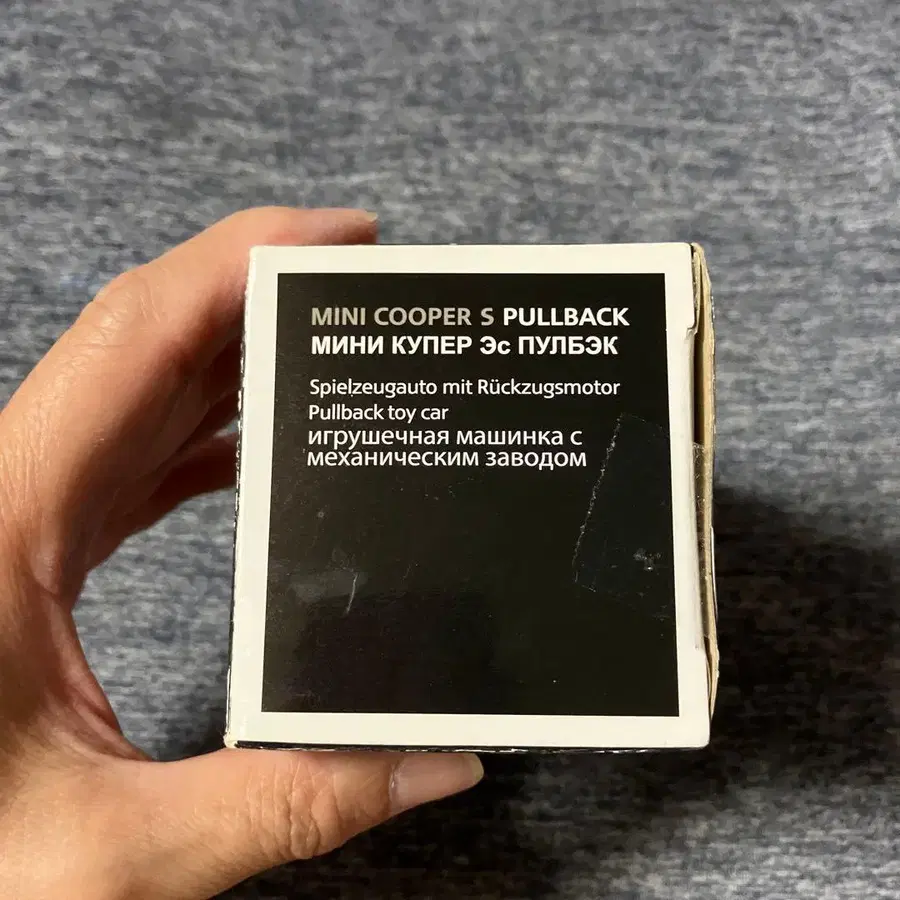 MINI COOPER S PULLBACK
МИНИ КУПЕР Эс ПУЛБЭК
Spielzeugauto mit Rückzugsmotor
Pullback toy car
игрушечная машинка с
механическим заводом